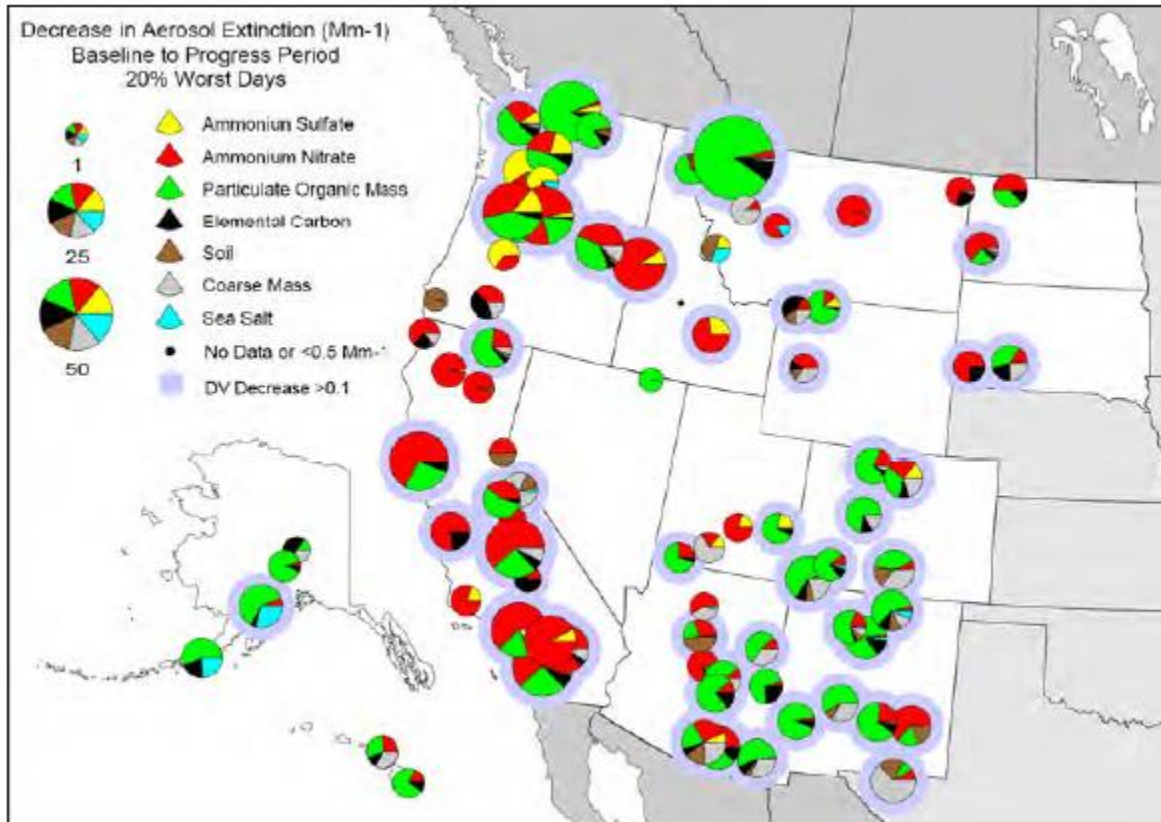 Decrease in Aerosol Extinction (Mm-1)
Baseline to Progress Period
20% Worst Days
Ammoniun Sulfate
Ammonium Nitrate
Particulate Organic Mass
Elemental Carbon
Soil
Coarse Mass
Sea Salt
No Data or <0.5 Mm-1
DV Decrease >0.1
1
25
50